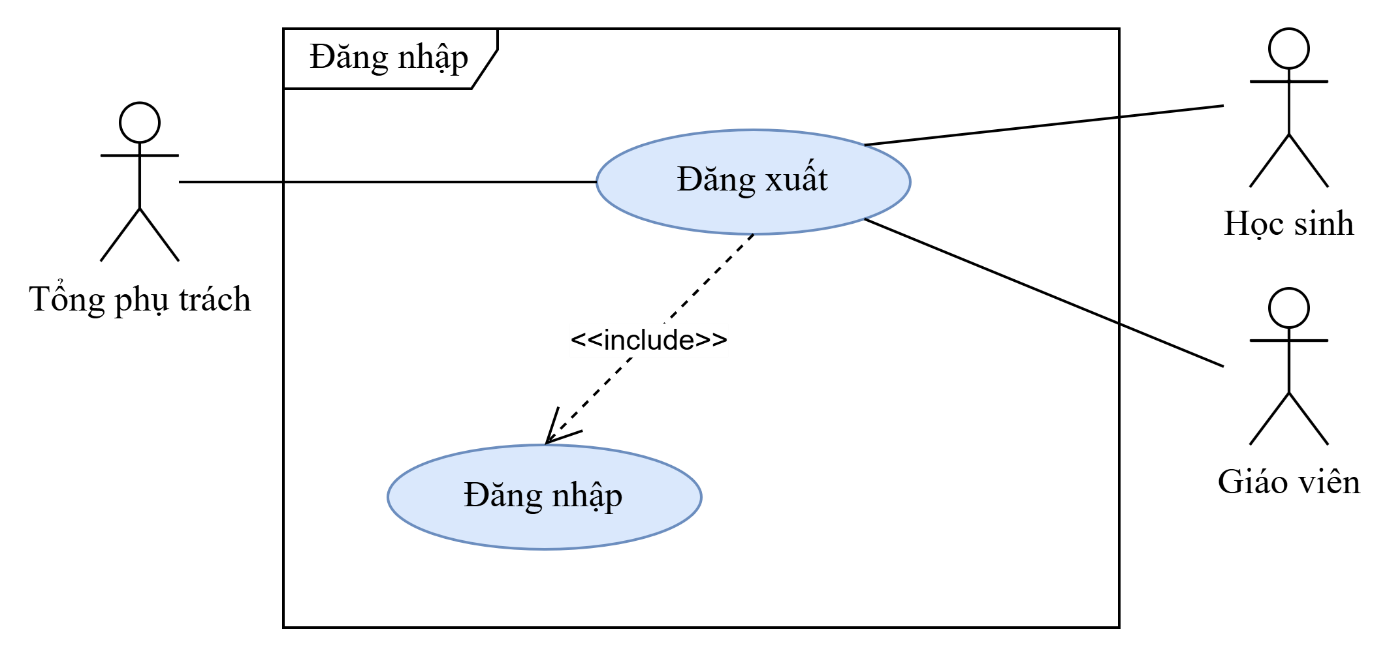 Đăng nhập
Đăng xuất
Học sinh
Tổng phụ trách
<<include>>
Giáo viên
Đăng nhập